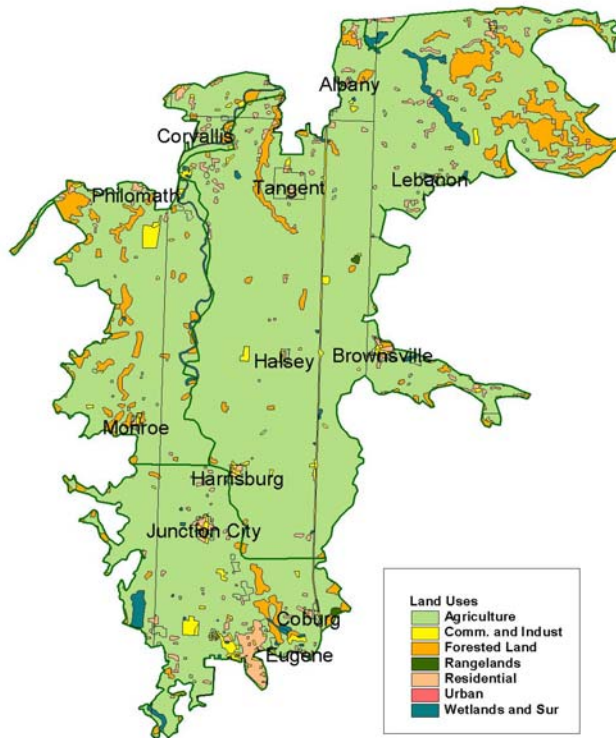 Albany
Corvallis
Philomath
Tangent
Lebanon
Halsey
Brownsville
Monroe
Harrisburg
Junction City
Coburg
Eugene
Land Uses
Agriculture
Comm. and Indust
Forested Land
Rangelands
Residential
Urban
Wetlands and Sur